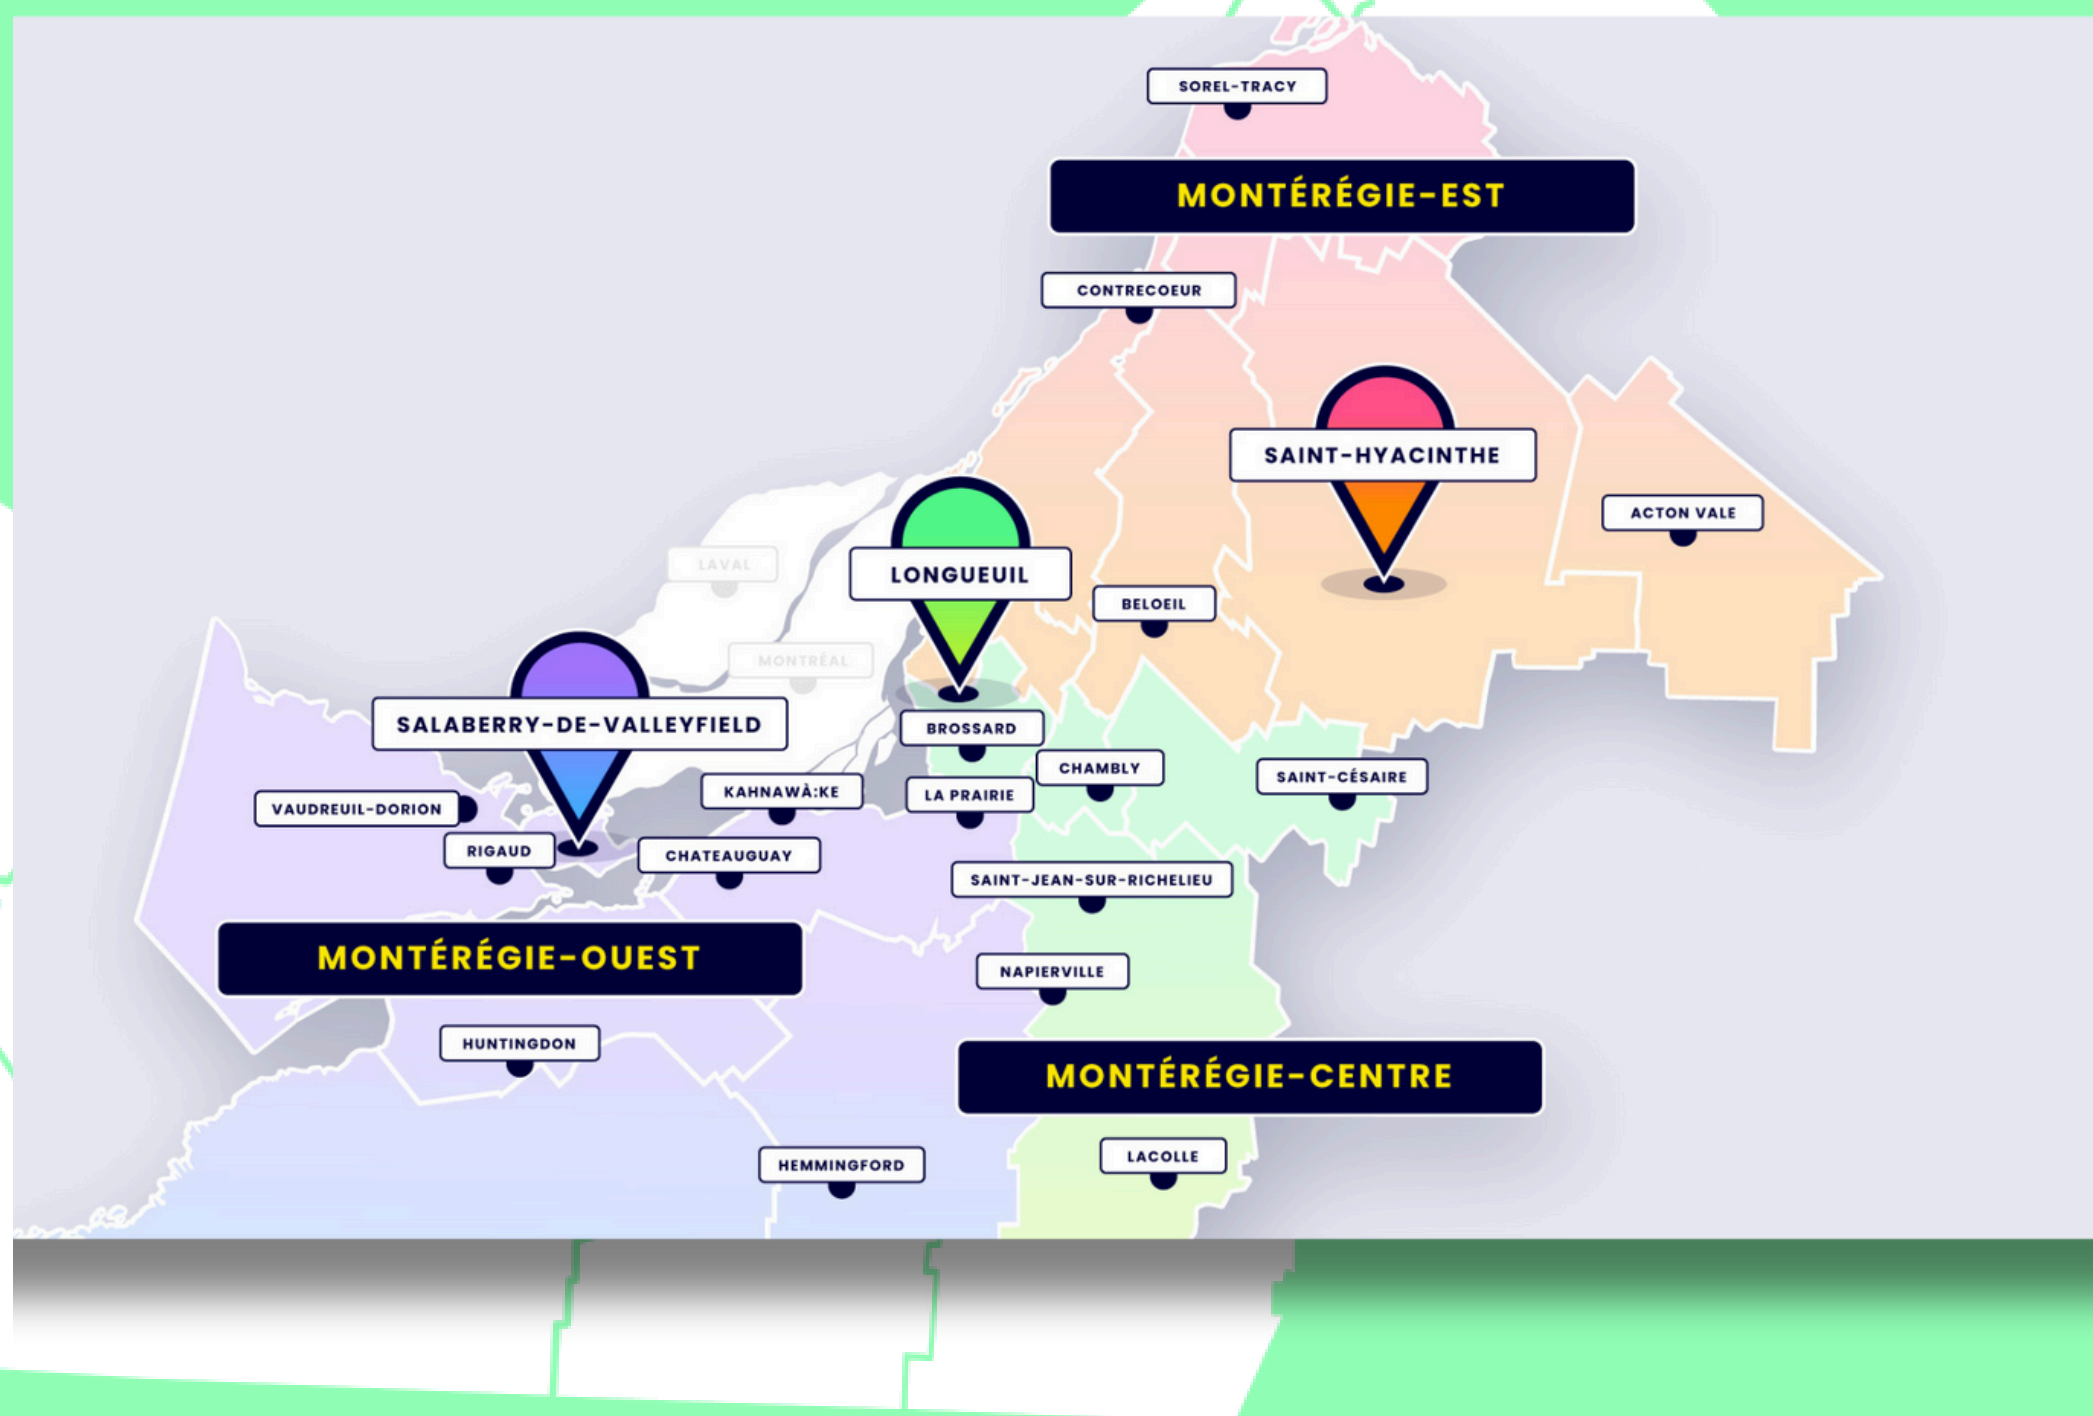 SOREL-TRACY
MONTÉRÉGIE-EST
CONTRECOEUR
SAINT-HYACINTHE
ACTON VALE
LAVAL
LONGUEUIL
BELOEIL
MONTRÉAL
SALABERRY-DE-VALLEYFIELD
BROSSARD
CHAMBLY
SAINT-CÉSAIRE
KAHNAWÀ:KE
LA PRAIRIE
VAUDREUIL-DORION
RIGAUD
CHATEAUGUAY
SAINT-JEAN-SUR-RICHELIEU
MONTÉRÉGIE-OUEST
NAPIERVILLE
HUNTINGDON
MONTÉRÉGIE-CENTRE
LACOLLE
HEMMINGFORD